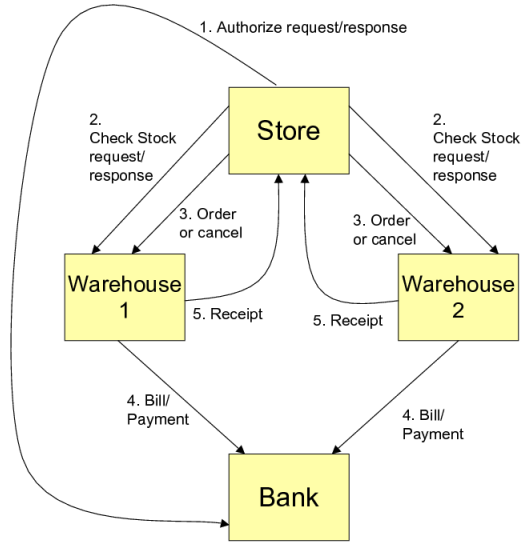 1. Authorize request/response
2.
Check Stock
request/
response
2.
Check Stock
request/
response
Store
3. Order
or cancel
3. Order
or cancel
Warehouse
1
Warehouse
2
5. Receipt
5. Receipt
4. Bill/
Payment
4. Bill/
Payment
Bank